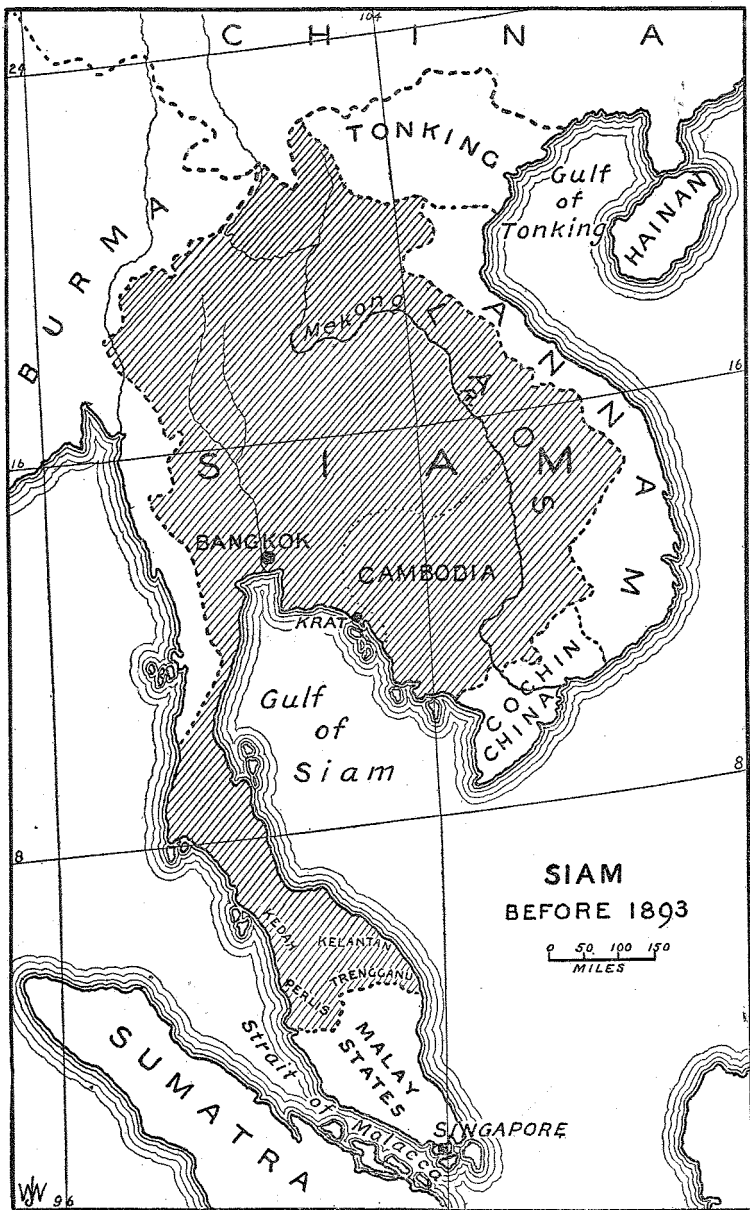 CHINA
104
24
TONKING
Gulf
of
Tonking
HAINAN
BURMA
Mekong
LAOS
ANNAM
16
16
SIAM
BANGKOK
CAMBODIA
KRAT
COCHIN
CHINA
Gulf
of
Siam
8
8
SIAM
BEFORE 1893
0 50 100 150
MILES
KEDAH
KELANTAN
TRENGGANU
PERLIS
MALAY
STATES
Strait of Malacca
SUMATRA
SINGAPORE
WJW 96